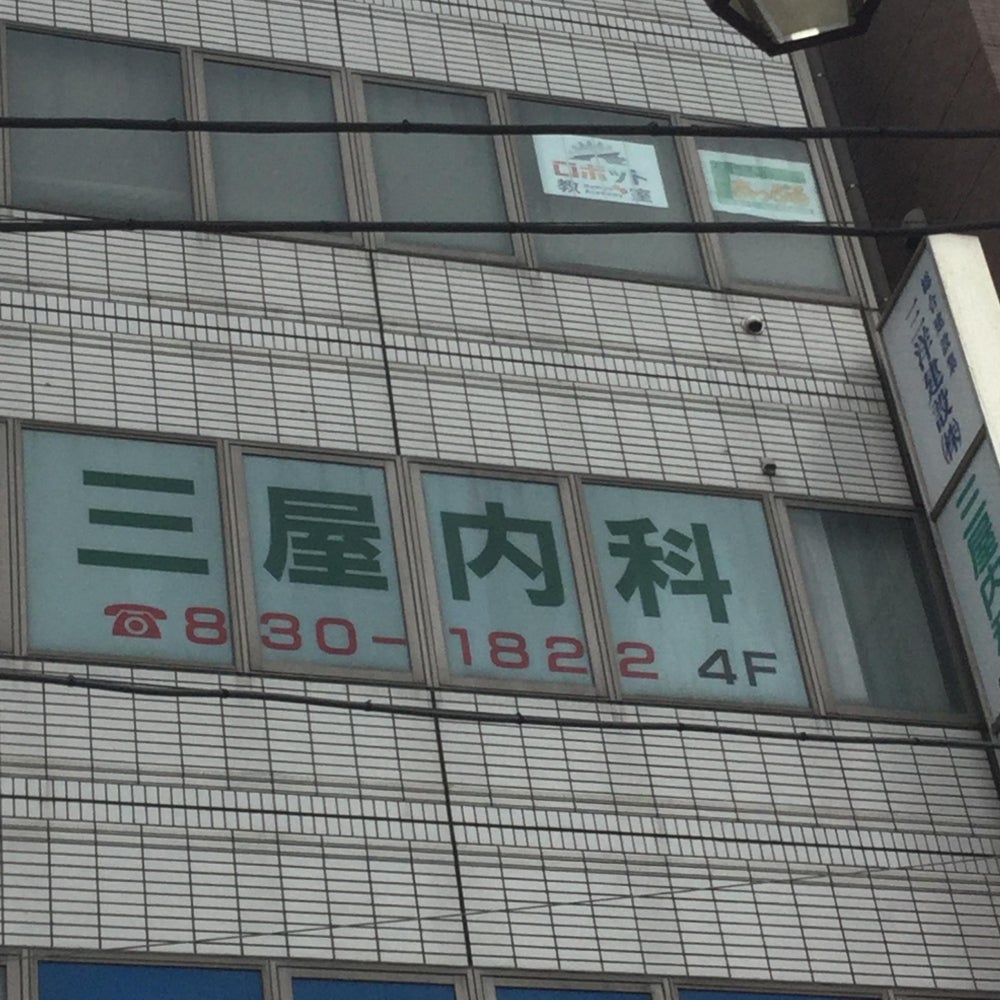 ロボット
教室
三屋内科
☎830-1822 4F
三洋建設㈱